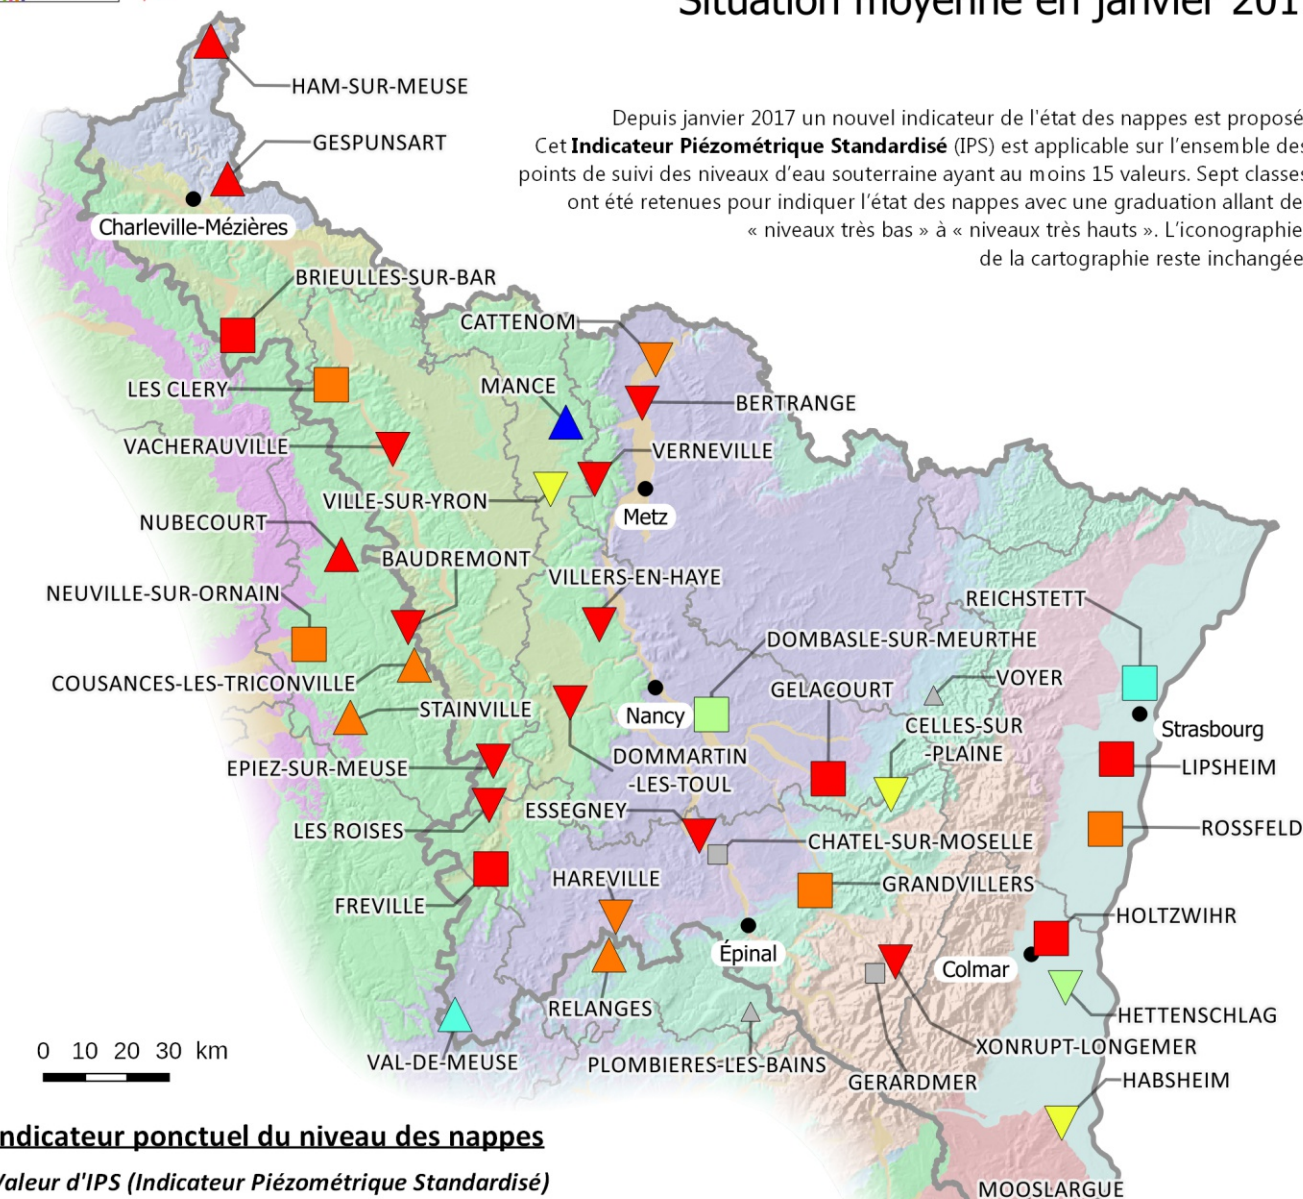 Situation moyenne en janvier 201
HAM-SUR-MEUSE
GESPUNSART
Depuis janvier 2017 un nouvel indicateur de l'état des nappes est proposé
Cet Indicateur Piézométrique Standardisé (IPS) est applicable sur l'ensemble des
points de suivi des niveaux d'eau souterraine ayant au moins 15 valeurs. Sept classes
ont été retenues pour indiquer l'état des nappes avec une graduation allant de
« niveaux très bas » à « niveaux très hauts ». L'iconographie
de la cartographie reste inchangée
Charleville-Mézières
BRIEULLES-SUR-BAR
CATTENOM
LES CLERY
MANCE
BERTRANGE
VACHERAUVILLE
VERNEVILLE
VILLE-SUR-YRON
Metz
NUBECOURT
BAUDREMONT
VILLERS-EN-HAYE
NEUVILLE-SUR-ORNAIN
REICHSTETT
DOMBASLE-SUR-MEURTHE
COUSANCES-LES-TRICONVILLE
GELACOURT
VOYER
STAINVILLE
Nancy
CELLES-SUR
-PLAINE
Strasbourg
EPIEZ-SUR-MEUSE
DOMMARTIN
-LES-TOUL
LIPSHEIM
LES ROISES
ESSEGNEY
ROSSFELD
CHATEL-SUR-MOSELLE
HAREVILLE
GRANDVILLERS
FREVILLE
HOLTZWIHR
Épinal
Colmar
RELANGES
HETTENSCHLAG
VAL-DE-MEUSE
PLOMBIERES-LES-BAINS
XONRUPT-LONGEMER
GERARDMER
HABSHEIM
0 10 20 30 km
ndicateur ponctuel du niveau des nappes
Valeur d'IPS (Indicateur Piézométrique Standardisé)
MOOSLARGUE